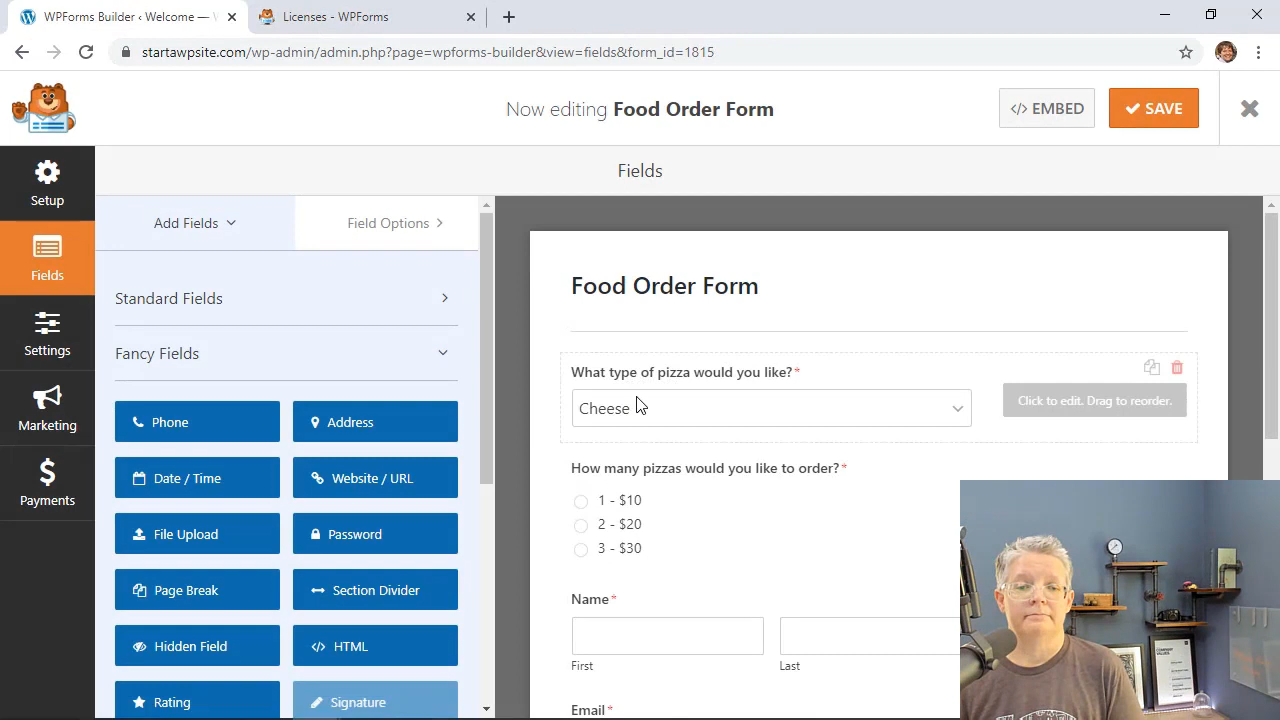 WPForms Builder ‹ Welcome — W
Licenses - WPForms
startawpsite.com/wp-admin/admin.php?page=wpforms-builder&view=fields&form_id=1815
Now editing Food Order Form
</> EMBED
SAVE
Setup
Fields
Settings
Marketing
Payments
Fields
Add Fields
Field Options
Standard Fields
Fancy Fields
Phone
Address
Date / Time
Website / URL
File Upload
Password
Page Break
Section Divider
Hidden Field
</> HTML
Rating
Signature
Food Order Form
What type of pizza would you like?*
Cheese
Click to edit. Drag to reorder.
How many pizzas would you like to order?*
1 - $10
2 - $20
3 - $30
Name*
First
Last
Email*
COMPANY
VALUES